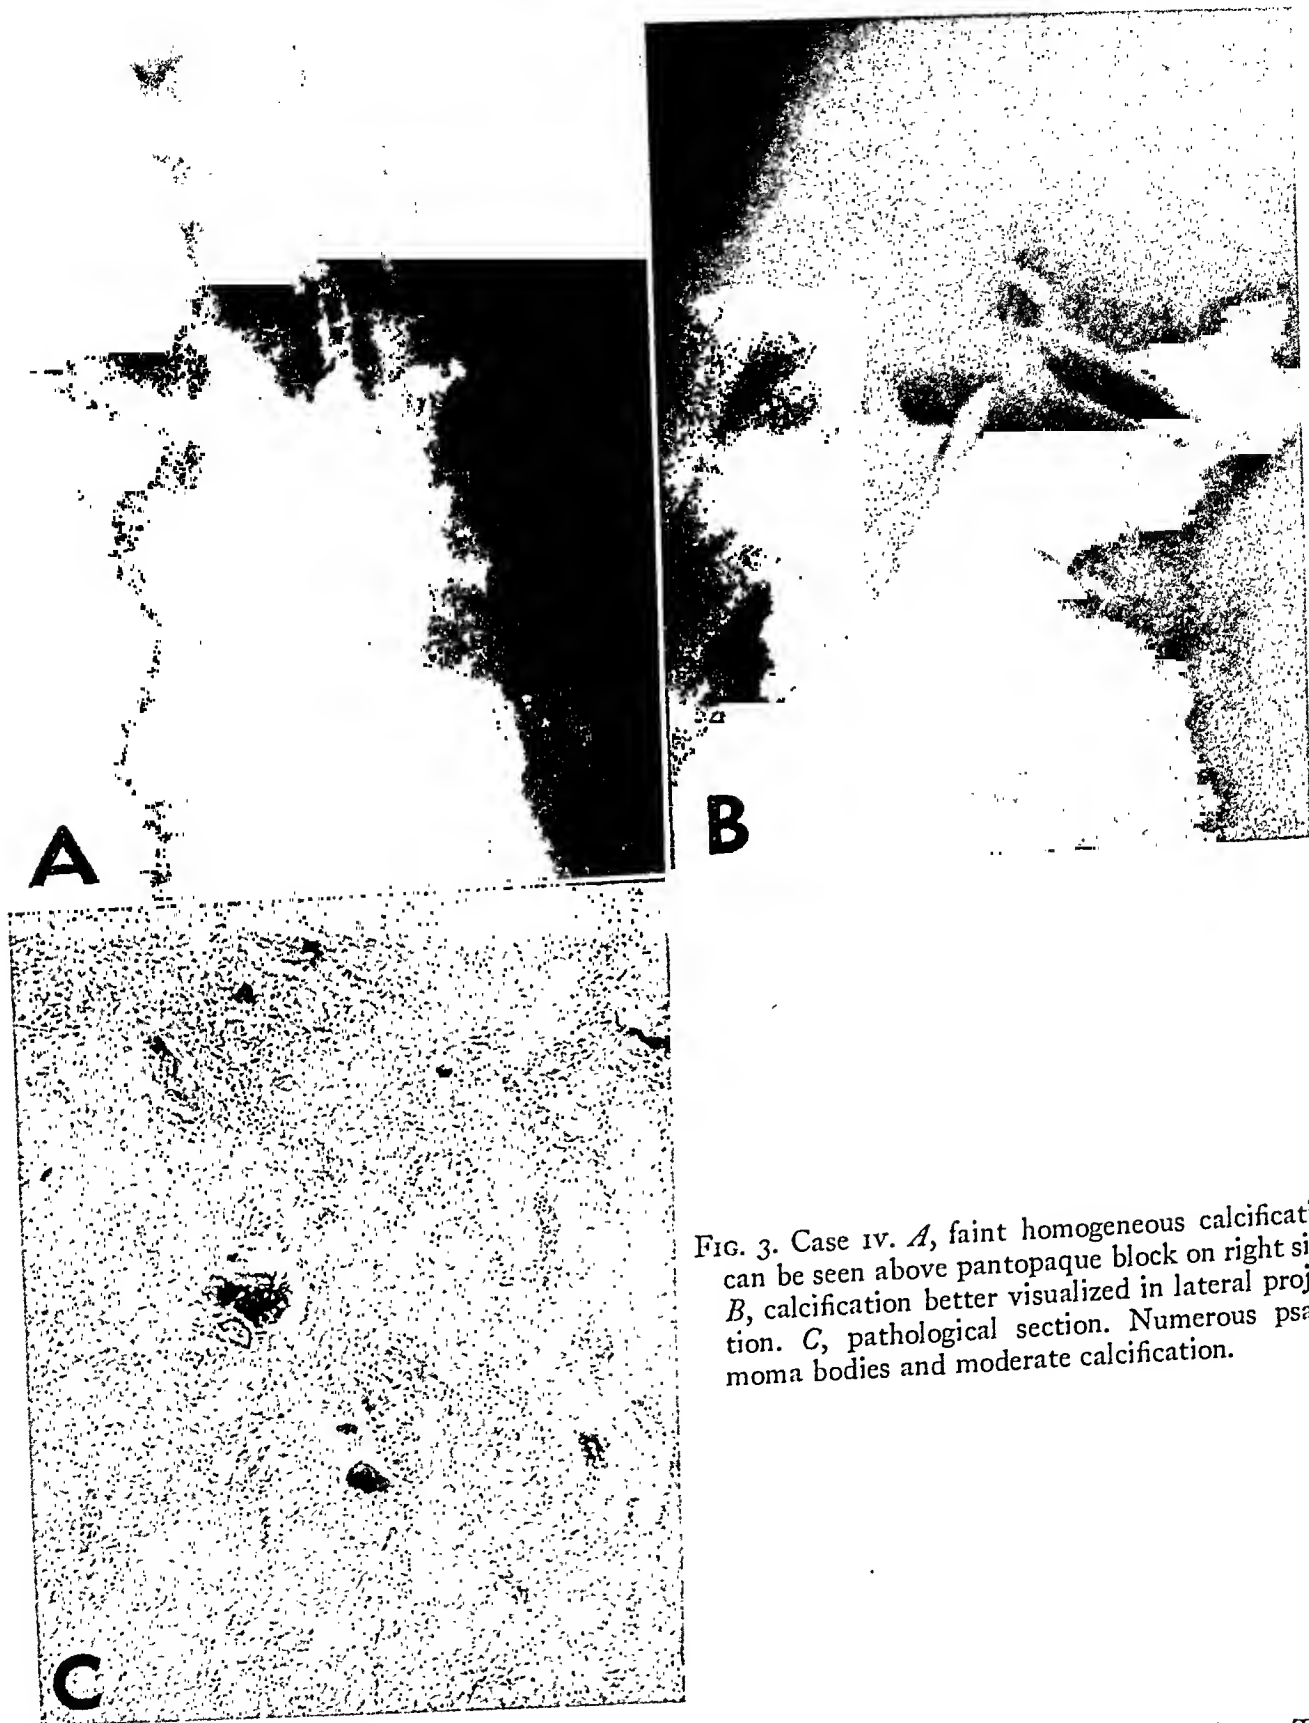 A
B
C
FIG. 3. Case IV. A, faint homogeneous calcificat
can be seen above pantopaque block on right si
B, calcification better visualized in lateral proj
tion. C, pathological section. Numerous psa
moma bodies and moderate calcification.